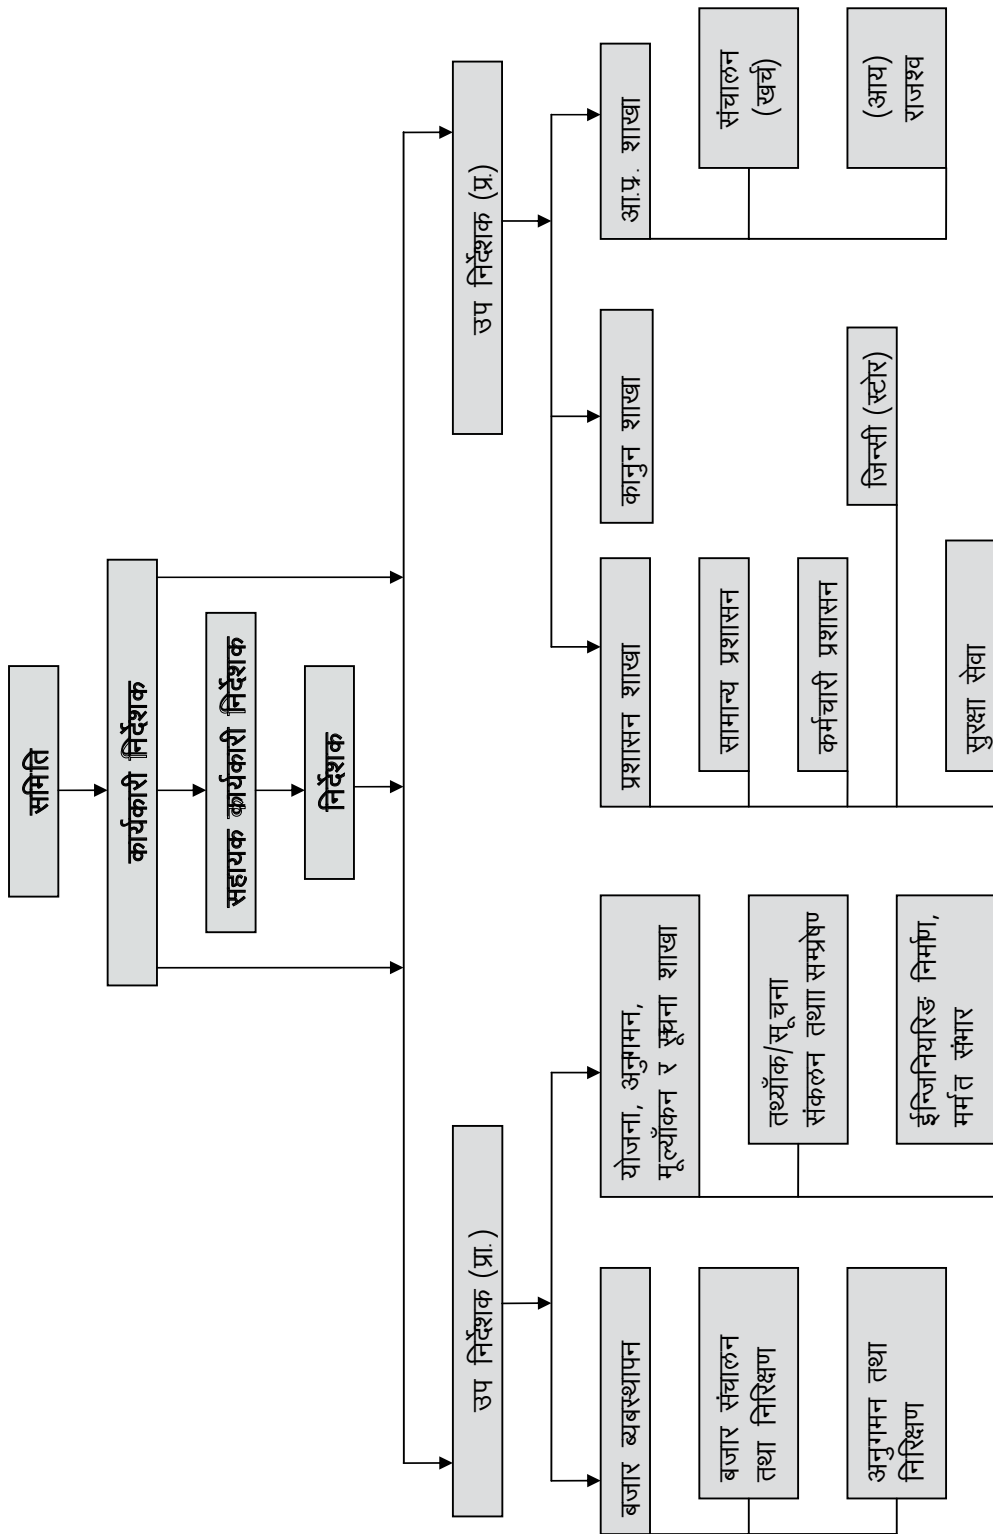 समिति
कार्यकारी निर्देशक
सहायक कार्यकारी निर्देशक
निर्देशक
उप निर्देशक (प्रा.)
उप निर्देशक (प्र.)
बजार ब्यबस्थापन
योजना, अनुगमन,
मूल्याँकन र सूचना शाखा
प्रशासन शाखा
कानुन शाखा
आ.प्र. शाखा
बजार संचालन
तथा निरिक्षण
तथ्याँक/सूचना
संकलन तथाा सम्प्रेषण
सामान्य प्रशासन
संचालन
(खर्च)
कर्मचारी प्रशासन
अनुगमन तथा
निरिक्षण
ईन्जिनियरिङ निर्माण,
मर्मत संभार
जिन्सी (स्टोर)
(आय)
राजश्व
सुरक्षा सेवा